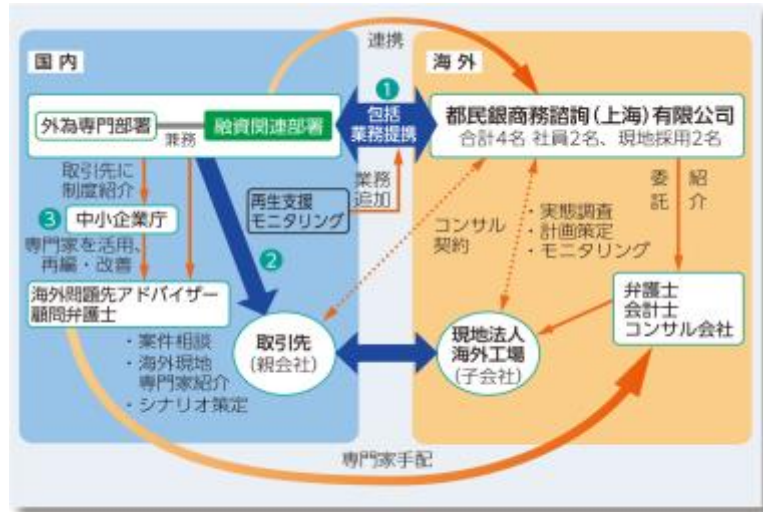 連携
国内
海外
外為専門部署
兼務
融資関連部署
❶
包括
業務提携
都民銀商務諮詢(上海)有限公司
合計4名 社員2名、現地採用2名
取引先に
制度紹介
❸
中小企業庁
専門家を活用、
再編・改善
再生支援
モニタリング
業務
追加
❷
コンサル
契約
・実態調査
・計画策定
・モニタリング
委託
紹介
海外問題先アドバイザー
顧問弁護士
・案件相談
・海外現地
専門家紹介
・シナリオ策定
取引先
(親会社)
現地法人
海外工場
(子会社)
弁護士
会計士
コンサル会社
専門家手配